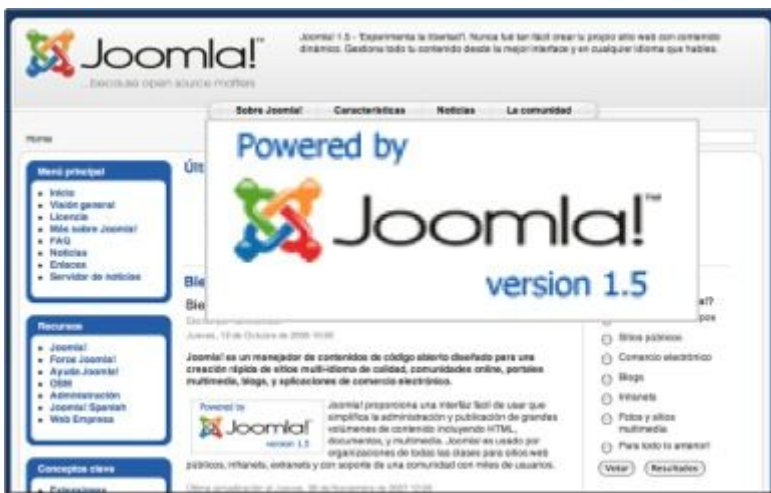 Joomla!™
...because open source matters
Joomla! 1.5 - 'Experimenta la libertad'. Nunca fue tan fácil crear tu propio sitio web con contenido
dinámico. Gestiona todo tu contenido desde la mejor interface y en cualquier idioma que hables.
Sobre Joomla!
Características
Noticias
La comunidad
Home
Powered by
Joomla!™
version 1.5
Menú principal
Inicio
Visión general
Licencia
Más sobre Joomla!
FAQ
Noticias
Enlaces
Servidor de noticias
Recursos
Joomla!
Foros Joomla!
Ayuda Joomla!
OSM
Administración
Joomla! Spanish
Web Empresa
Conceptos clave
Extensiones
Joomla! es un manejador de contenidos de código abierto diseñado para una
creación rápida de sitios multi-idioma de calidad, comunidades online, portales
multimedia, blogs, y aplicaciones de comercio electrónico.
Powered by
Joomla!
version 1.5
Joomla! proporciona una interfaz fácil de usar que
simplifica la administración y publicación de grandes
volúmenes de contenido incluyendo HTML,
documentos, y multimedia. Joomla! es usado por
organizaciones de todas las clases para sitios web
públicos, intranets, extranets y con soporte de una comunidad con miles de usuarios.
Sitios públicos
Comercio electrónico
Blogs
Intranets
Fotos y sitios
multimedia
Para todo lo anterior!
Votar
Resultados